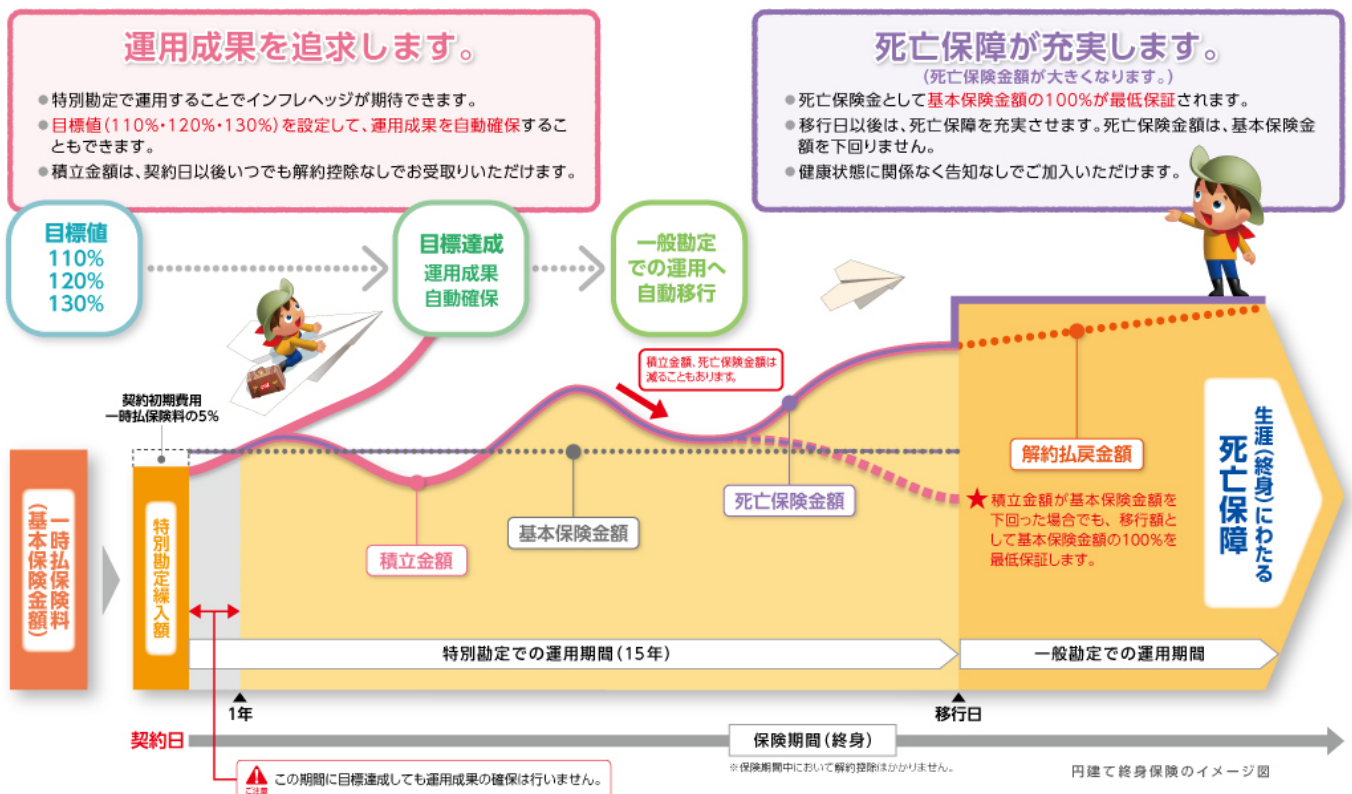 運用成果を追求します。
●特別勘定で運用することでインフレヘッジが期待できます。
●目標値(110%・120%・130%)を設定して、運用成果を自動確保するこ
ともできます。
●積立金額は、契約日以後いつでも解約控除なしでお受取りいただけます。
死亡保障が充実します。
(死亡保険金額が大きくなります。)
●死亡保険金として基本保険金額の100%が最低保証されます。
●移行日以後は、死亡保障を充実させます。死亡保険金額は、基本保険金
額を下回りません。
●健康状態に関係なく告知なしでご加入いただけます。
目標値
110%
120%
130%
目標達成
運用成果
自動確保
一般勘定
での運用へ
自動移行
積立金額、死亡保険金額は
減ることもあります。
契約初期費用
一時払保険料の5%
一時払保険料
(基本保険金額)
特別勘定繰入額
積立金額
基本保険金額
死亡保険金額
解約払戻金額
★積立金額が基本保険金額を
下回った場合でも、移行額と
して基本保険金額の100%を
最低保証します。
生涯(終身)にわたる
死亡保障
特別勘定での運用期間(15年)
一般勘定での運用期間
▲
1年
▲
移行日
契約日
保険期間(終身)
※保険期間中において解約控除はかかりません。
円建て終身保険のイメージ図
ご注意
この期間に目標達成しても運用成果の確保は行いません。